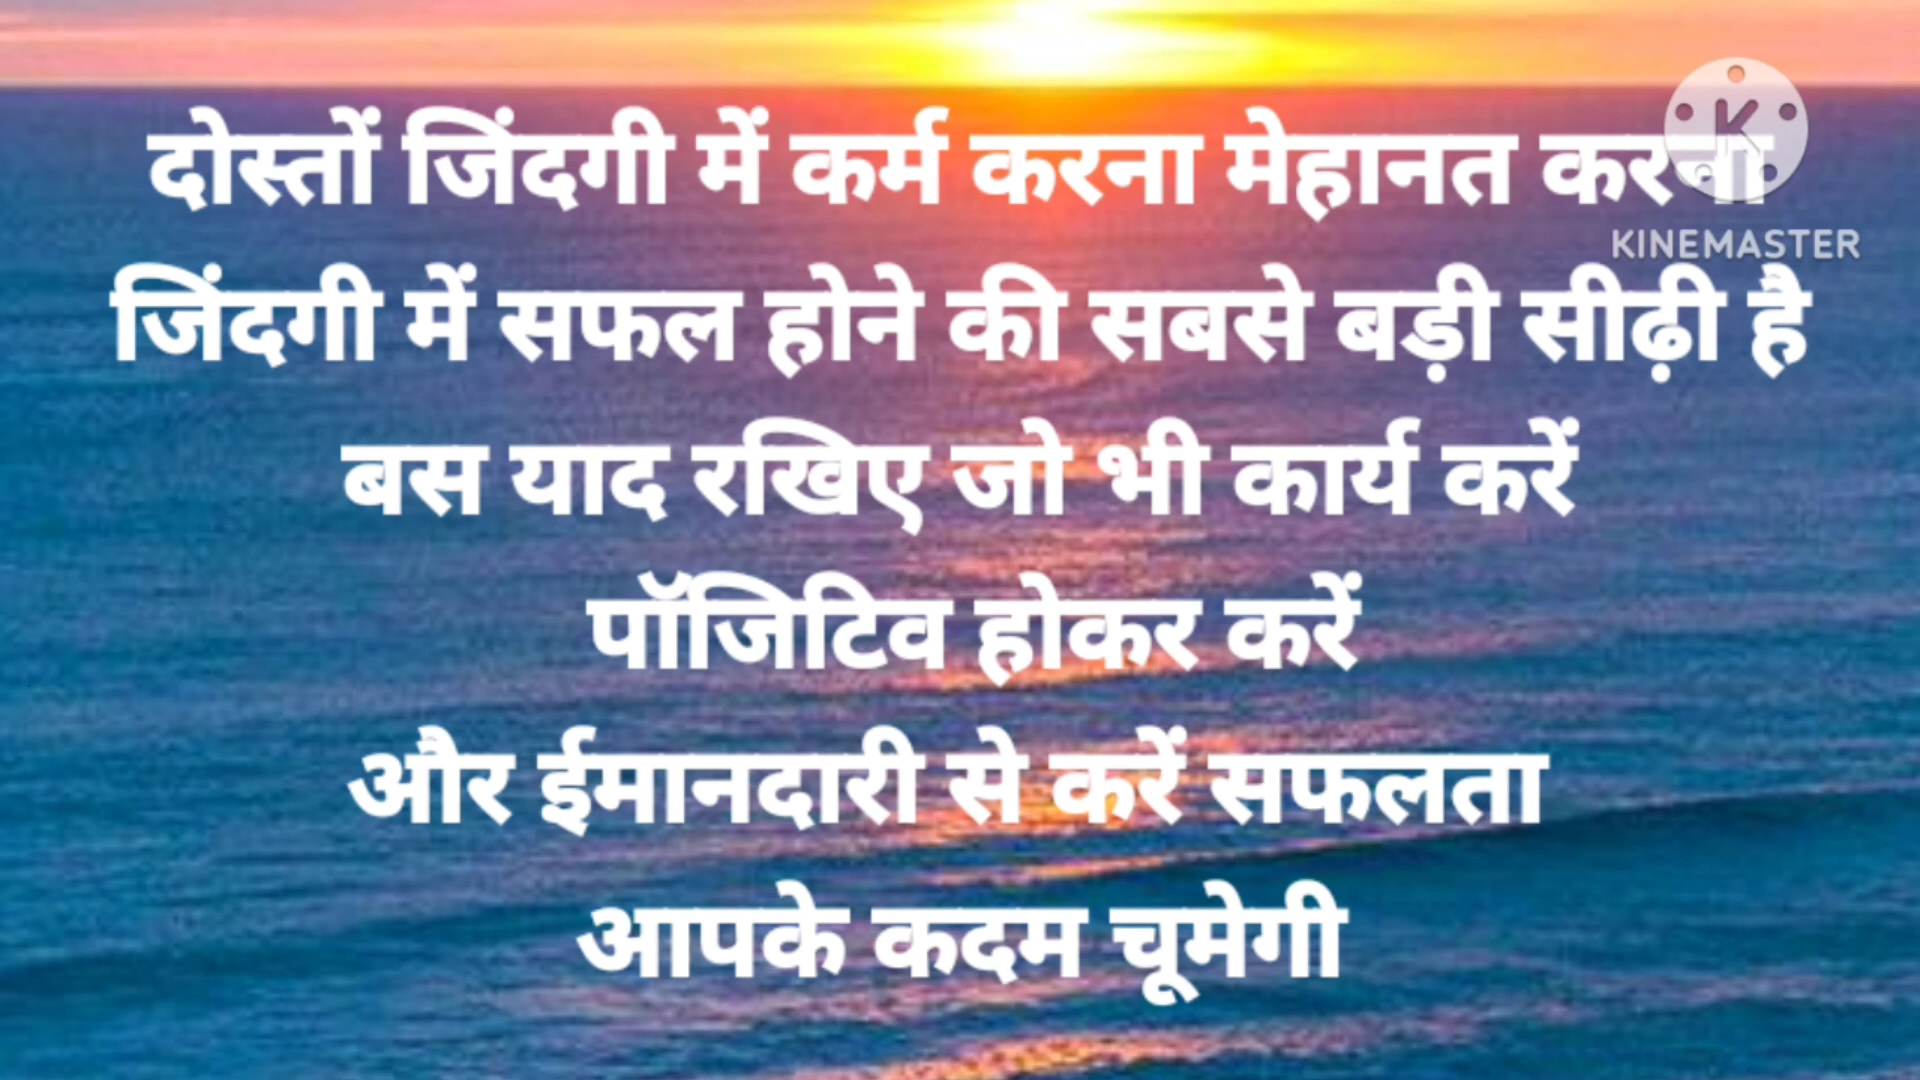 दोस्तों जिंदगी में कर्म करना मेहानत करना
KINEMASTER
जिंदगी में सफल होने की सबसे बड़ी सीढ़ी है
बस याद रखिए जो भी कार्य करें
पॉजिटिव होकर करें
और ईमानदारी से करें सफलता
आपके कदम चूमेगी